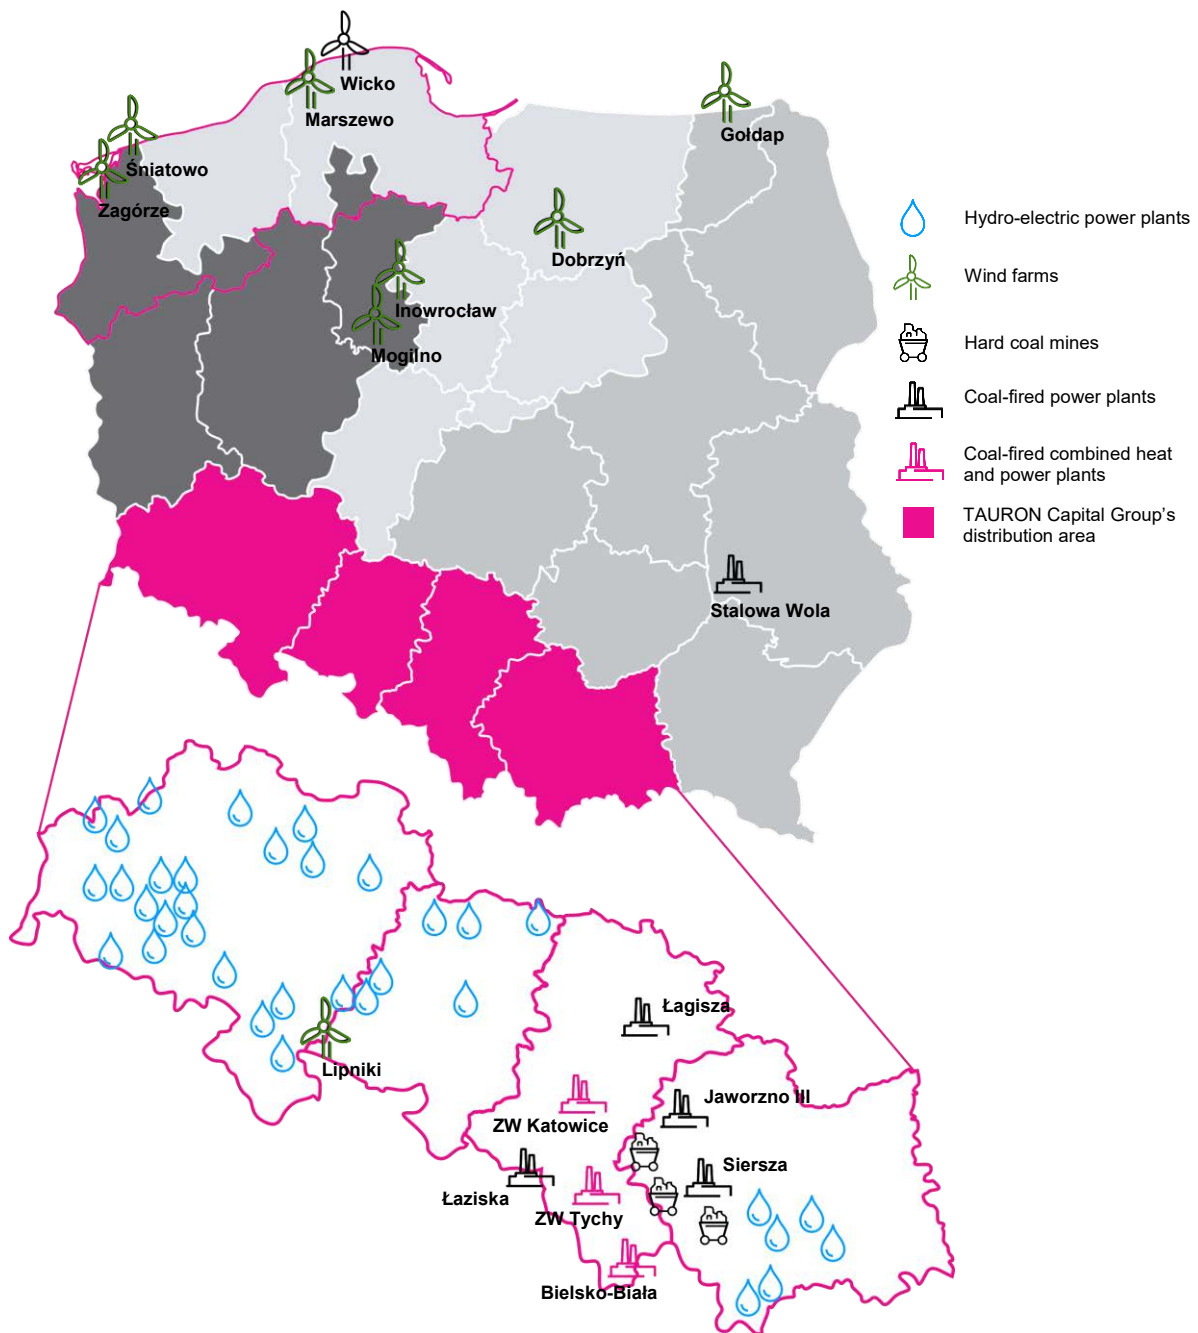 Wicko
Marszewo
Gołdap
Śniatowo
Zagórze
Dobrzyń
Inowrocław
Mogilno
Hydro-electric power plants
Wind farms
Hard coal mines
Coal-fired power plants
Coal-fired combined heat
and power plants
TAURON Capital Group’s
distribution area
Stalowa Wola
Łagisza
Lipniki
Jaworzno III
ZW Katowice
Siersza
Łaziska
ZW Tychy
Bielsko-Biała